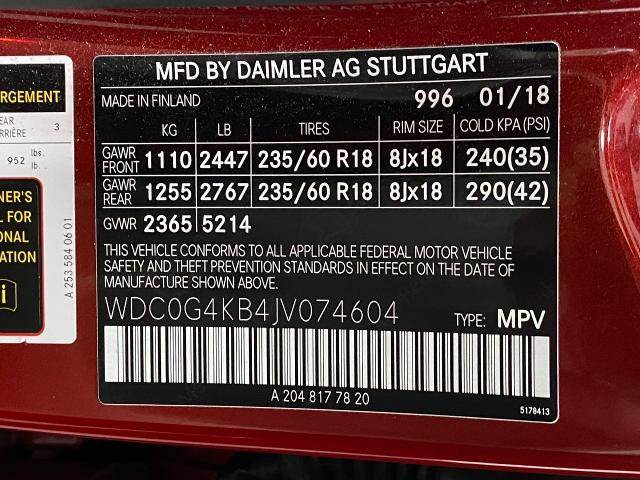 RGEMENT
EAR
RRIÈRE 3
952 lbs.
lb.
NER'S
L FOR
ONAL
TION
i
A 253 584 06 01
MFD BY DAIMLER AG STUTTGART
MADE IN FINLAND 996 01/18
KG LB TIRES RIM SIZE COLD KPA (PSI)
GAWR FRONT 1110 2447 235/60 R18 8Jx18 240(35)
GAWR REAR 1255 2767 235/60 R18 8Jx18 290(42)
GVWR 2365 5214
THIS VEHICLE CONFORMS TO ALL APPLICABLE FEDERAL MOTOR VEHICLE
SAFETY AND THEFT PREVENTION STANDARDS IN EFFECT ON THE DATE OF
MANUFACTURE SHOWN ABOVE.
WDC0G4KB4JV074604 TYPE: MPV
A 204 817 78 20
5178413